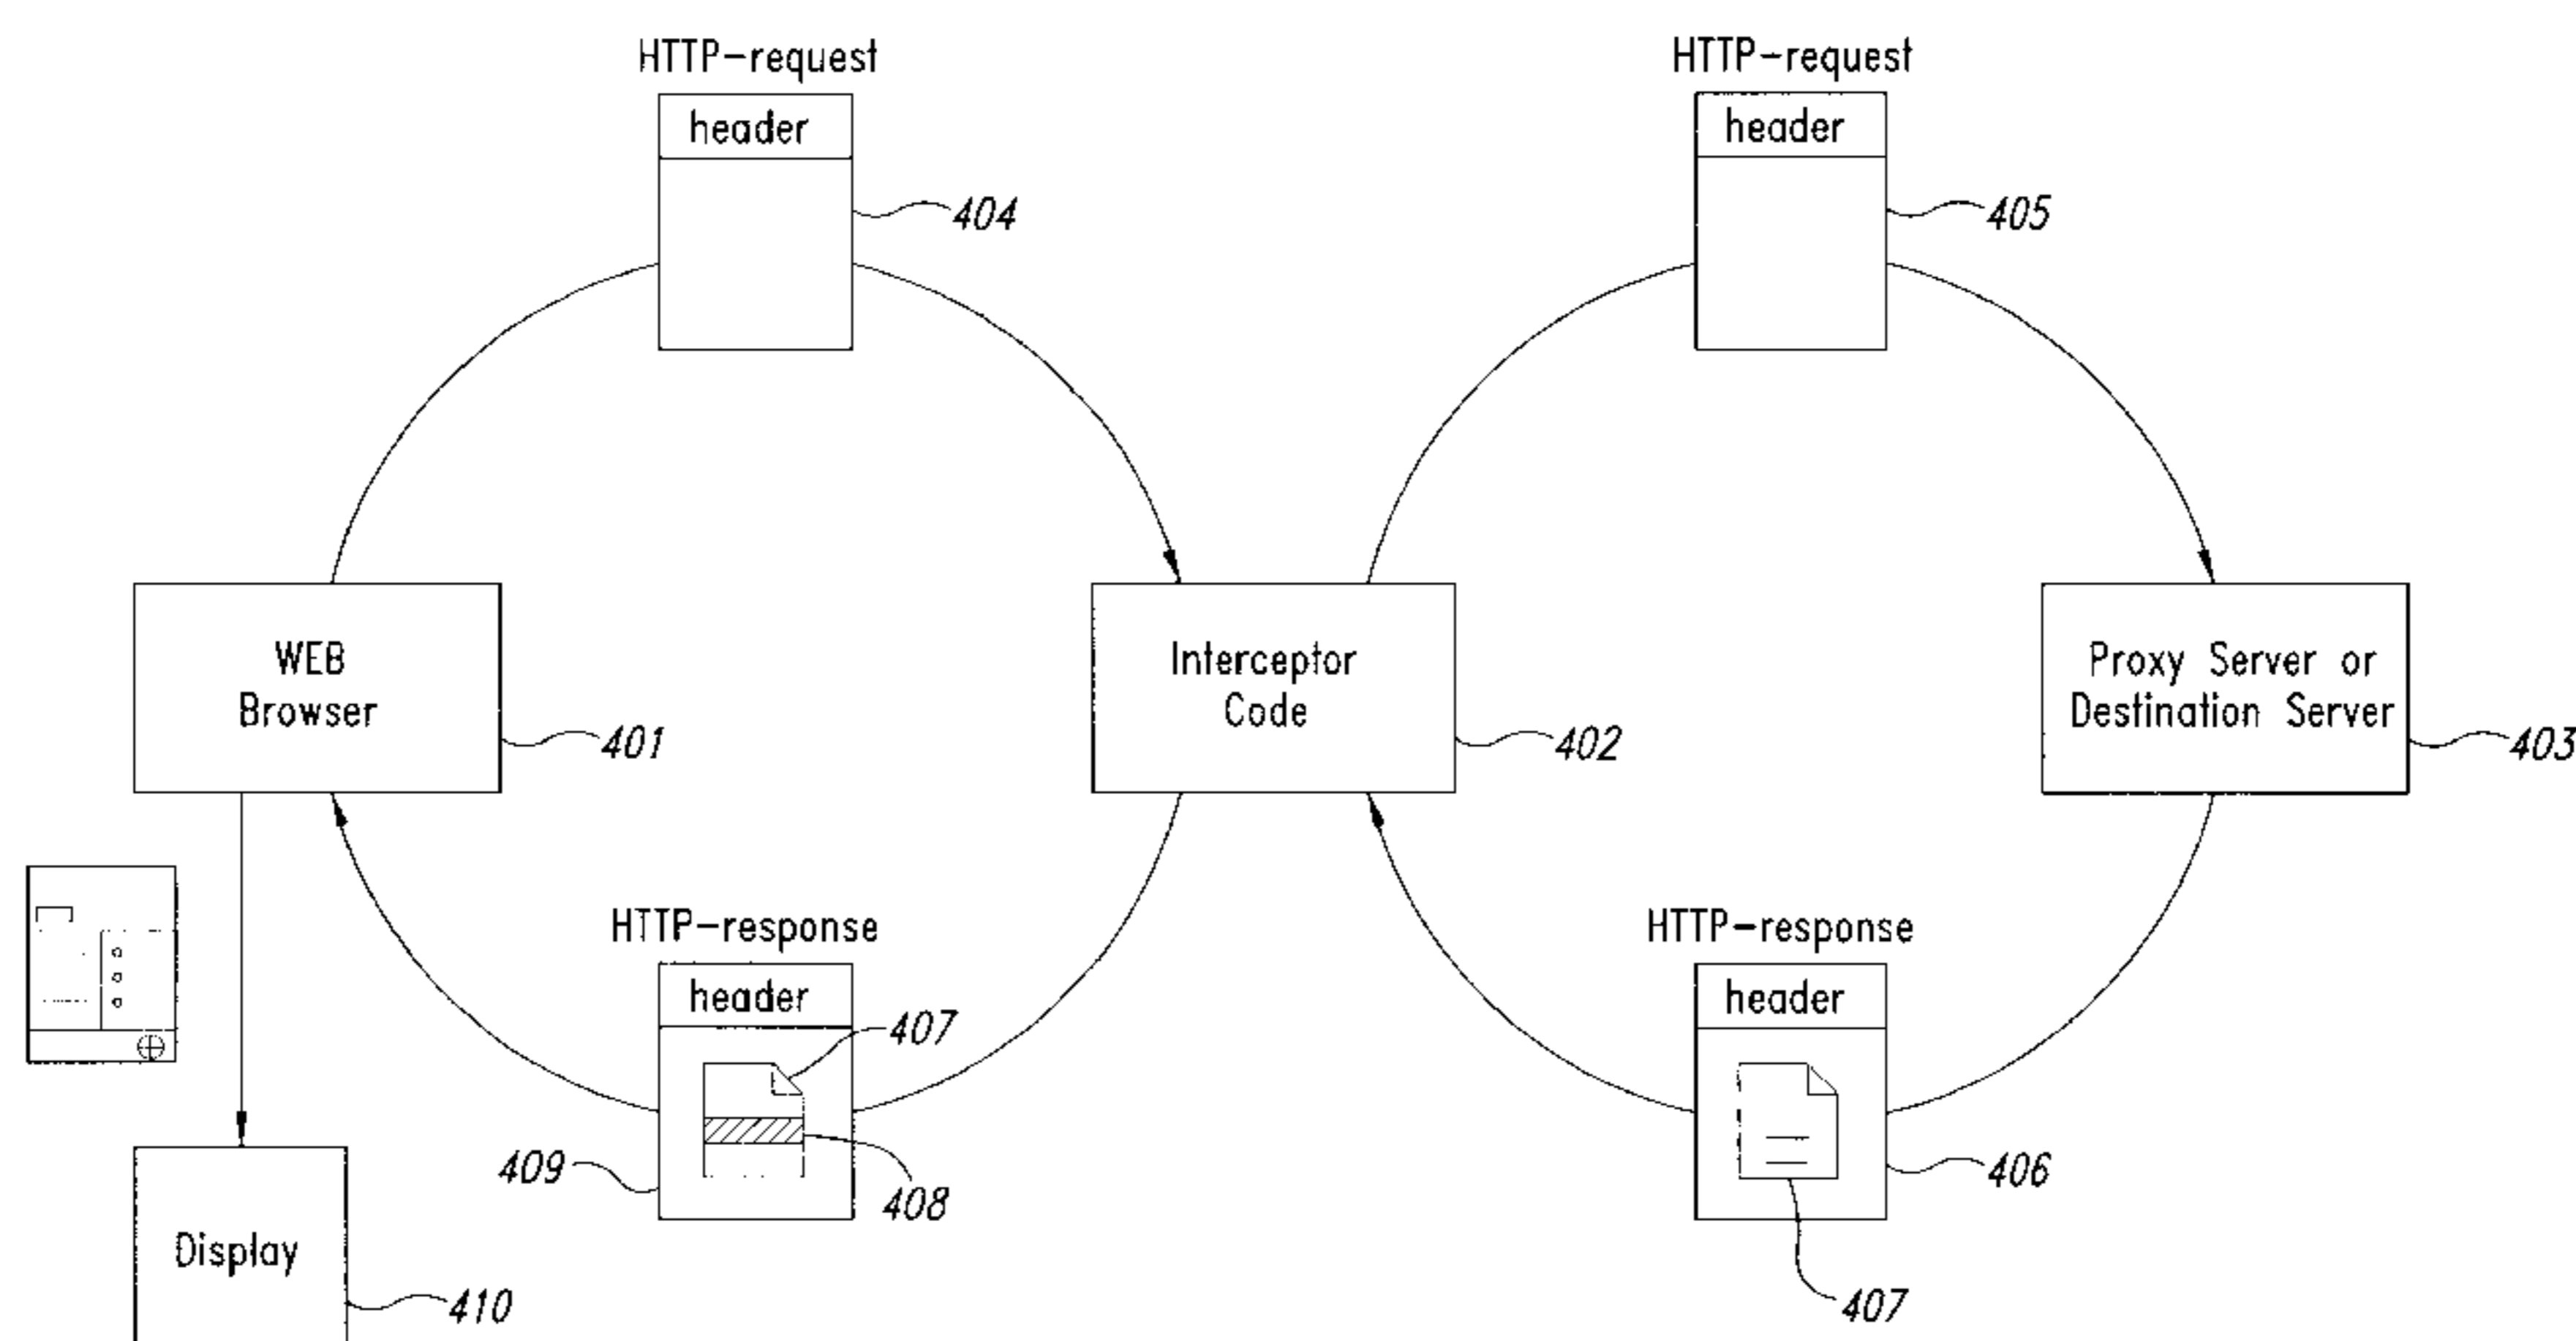 HTTP-request
HTTP-request
header
header
404
405
WEB
Browser
401
Interceptor
Code
402
Proxy Server or
Destination Server
403
HTTP-response
HTTP-response
header
header
407
409
408
406
Display
410
407